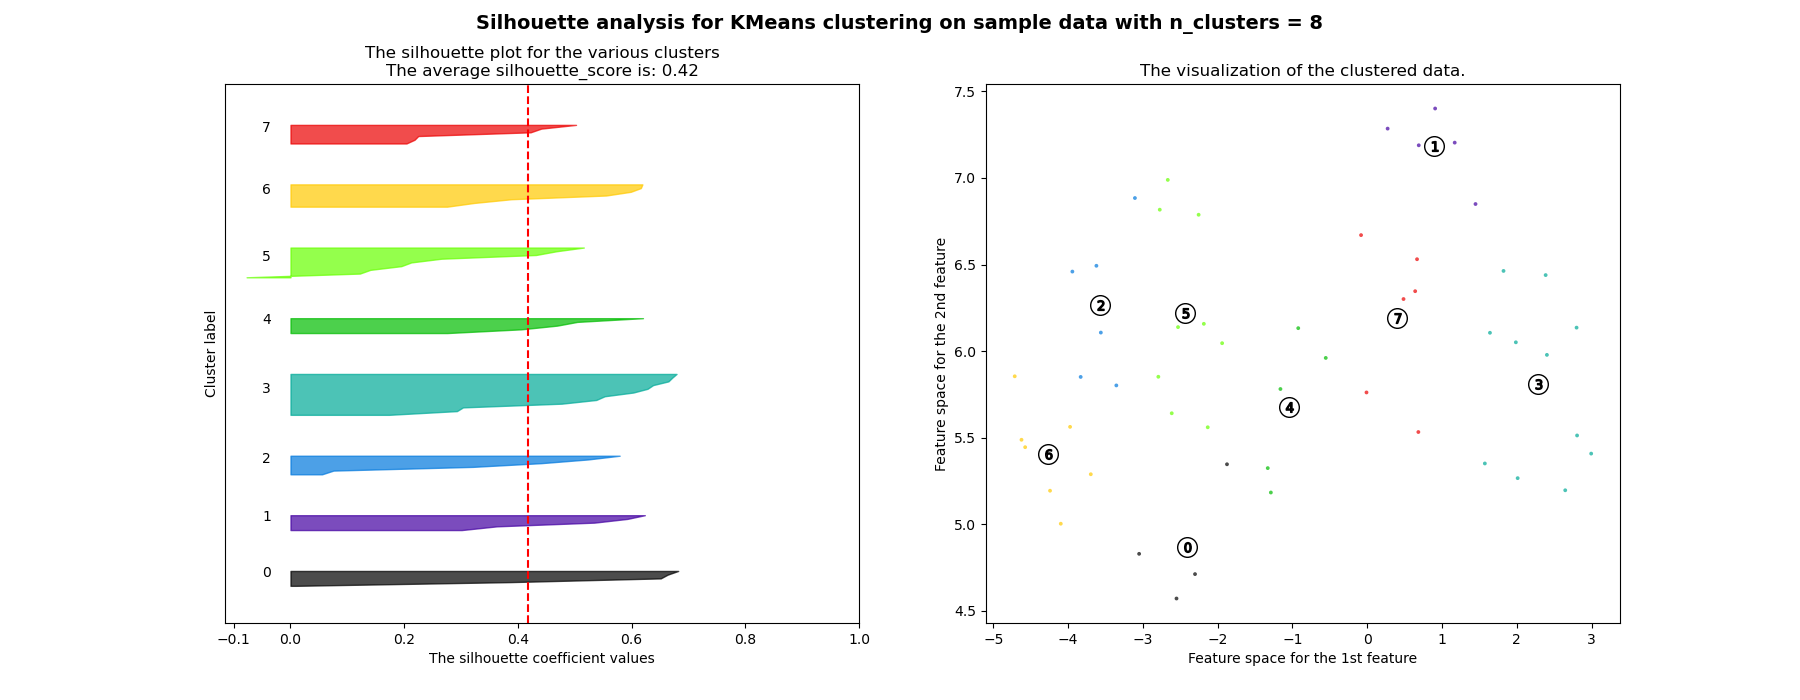 Silhouette analysis for KMeans clustering on sample data with n_clusters = 8
The silhouette plot for the various clusters
The average silhouette_score is: 0.42
7
6
5
4
3
2
1
0
Cluster label
−0.1 0.0 0.2 0.4 0.6 0.8 1.0
The silhouette coefficient values
The visualization of the clustered data.
7.5
7.0
6.5
6.0
5.5
5.0
4.5
Feature space for the 2nd feature
1
2
5
7
3
4
6
0
−5 −4 −3 −2 −1 0 1 2 3
Feature space for the 1st feature